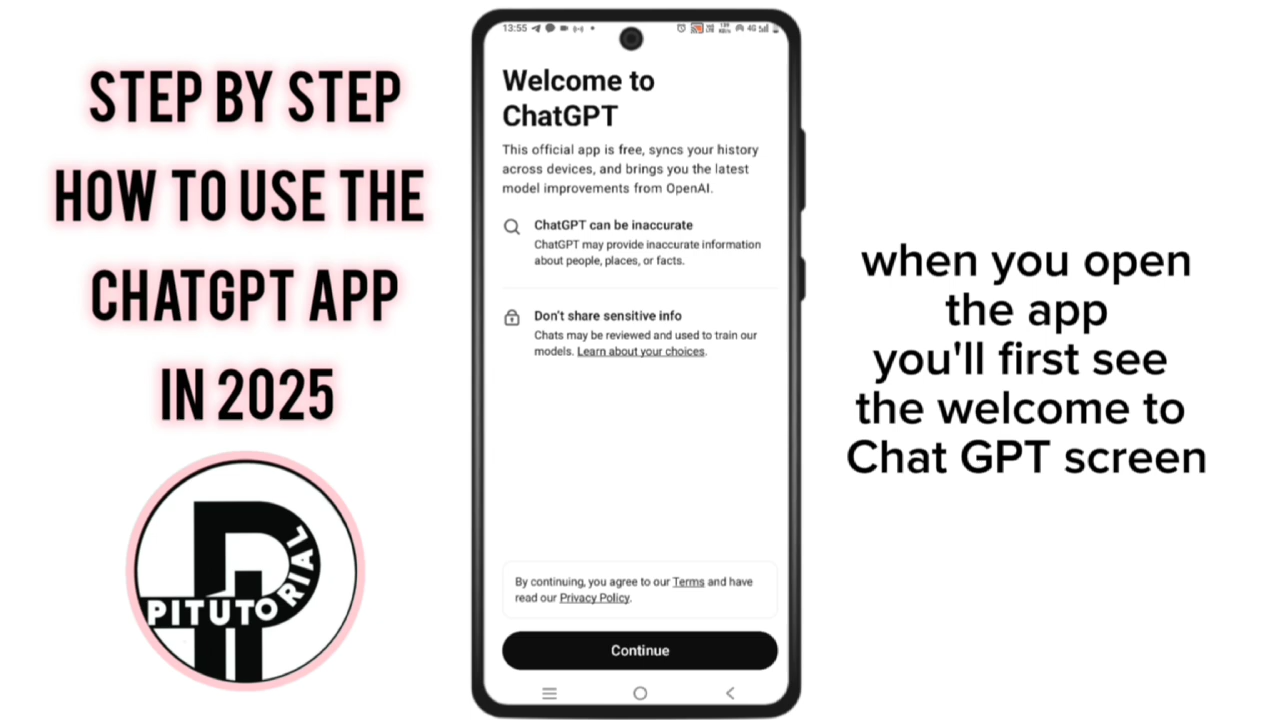 STEP BY STEP
HOW TO USE THE
CHATGPT APP
IN 2025
PITUTORIAL
13:55
4G
Welcome to
ChatGPT
This official app is free, syncs your history
across devices, and brings you the latest
model improvements from OpenAI.
ChatGPT can be inaccurate
ChatGPT may provide inaccurate information
about people, places, or facts.
Don't share sensitive info
Chats may be reviewed and used to train our
models. Learn about your choices.
By continuing, you agree to our Terms and have
read our Privacy Policy.
Continue
when you open
the app
you'll first see
the welcome to
Chat GPT screen